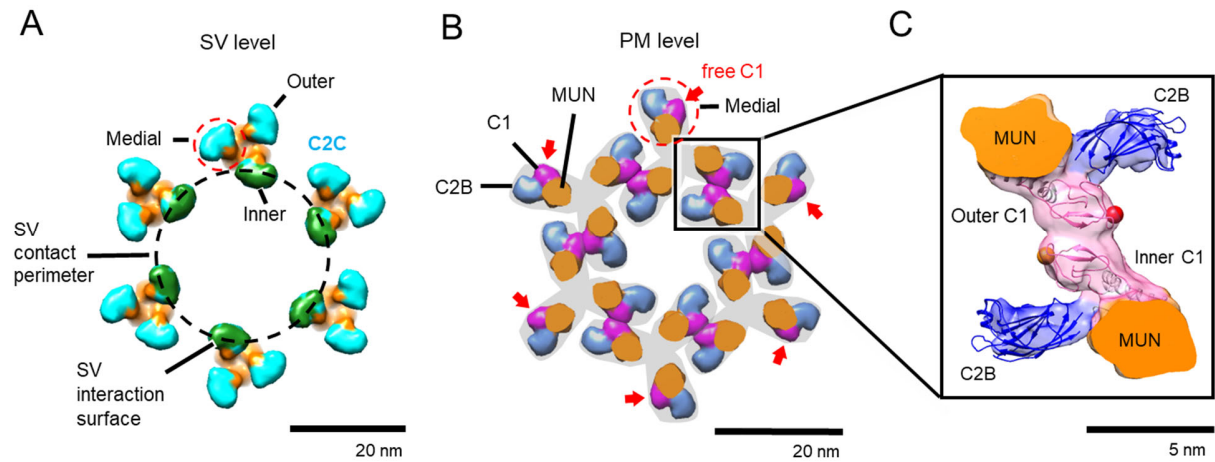 A
SV level
Outer
Medial
C2C
Inner
SV
contact
perimeter
SV
interaction
surface
20 nm
B
PM level
free C1
MUN
Medial
C1
C2B
20 nm
C
C2B
MUN
Outer C1
Inner C1
MUN
C2B
5 nm